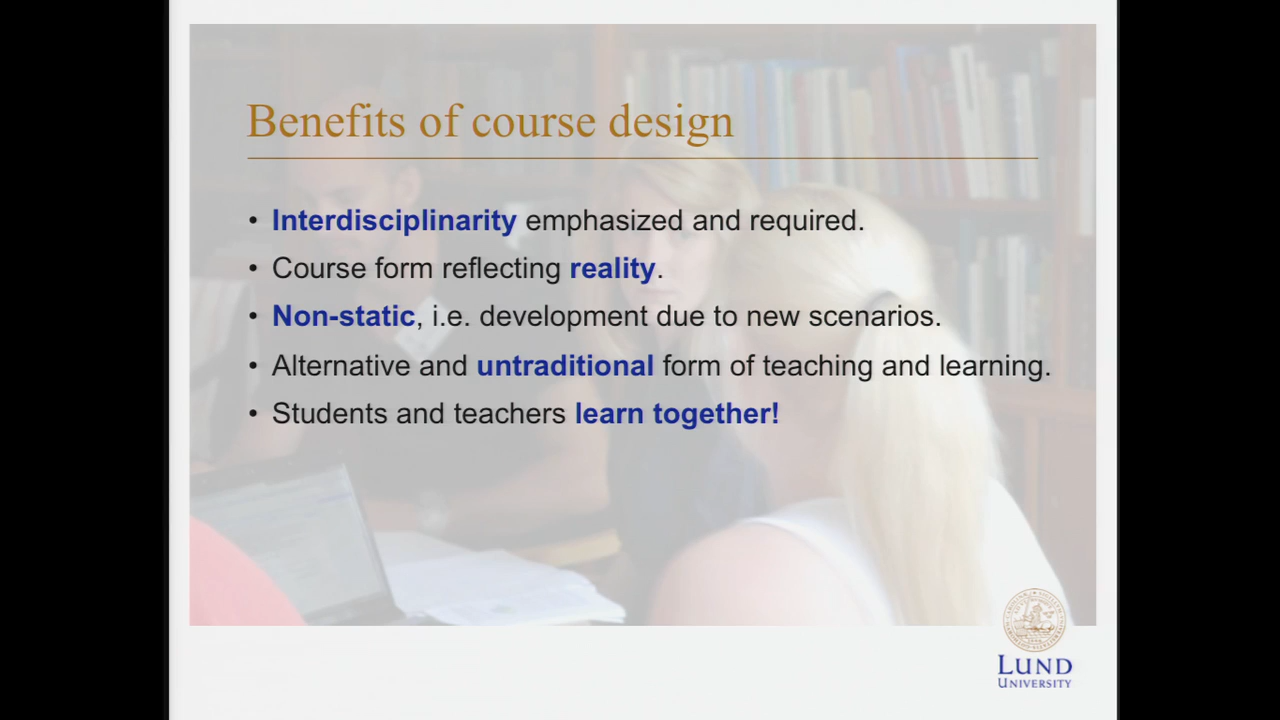 Benefits of course design
• Interdisciplinarity emphasized and required.
• Course form reflecting reality.
• Non-static, i.e. development due to new scenarios.
• Alternative and untraditional form of teaching and learning.
• Students and teachers learn together!
LUND
UNIVERSITY